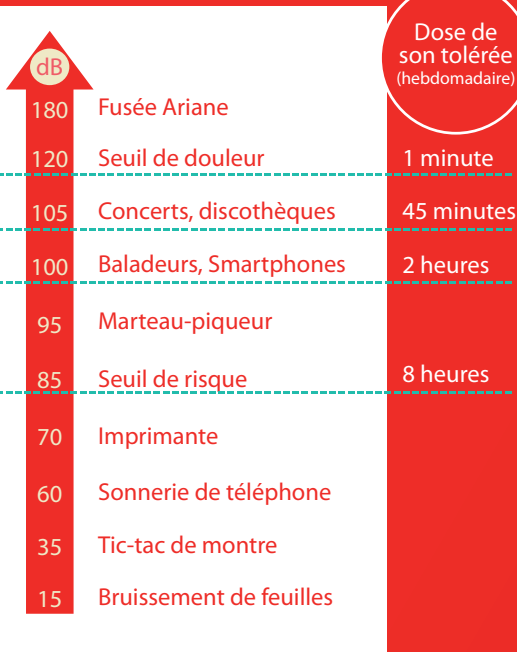 Dose de
son tolérée
(hebdomadaire)
dB
180 Fusée Ariane
120 Seuil de douleur 1 minute
105 Concerts, discothèques 45 minutes
100 Baladeurs, Smartphones 2 heures
95 Marteau-piqueur
85 Seuil de risque 8 heures
70 Imprimante
60 Sonnerie de téléphone
35 Tic-tac de montre
15 Bruissement de feuilles